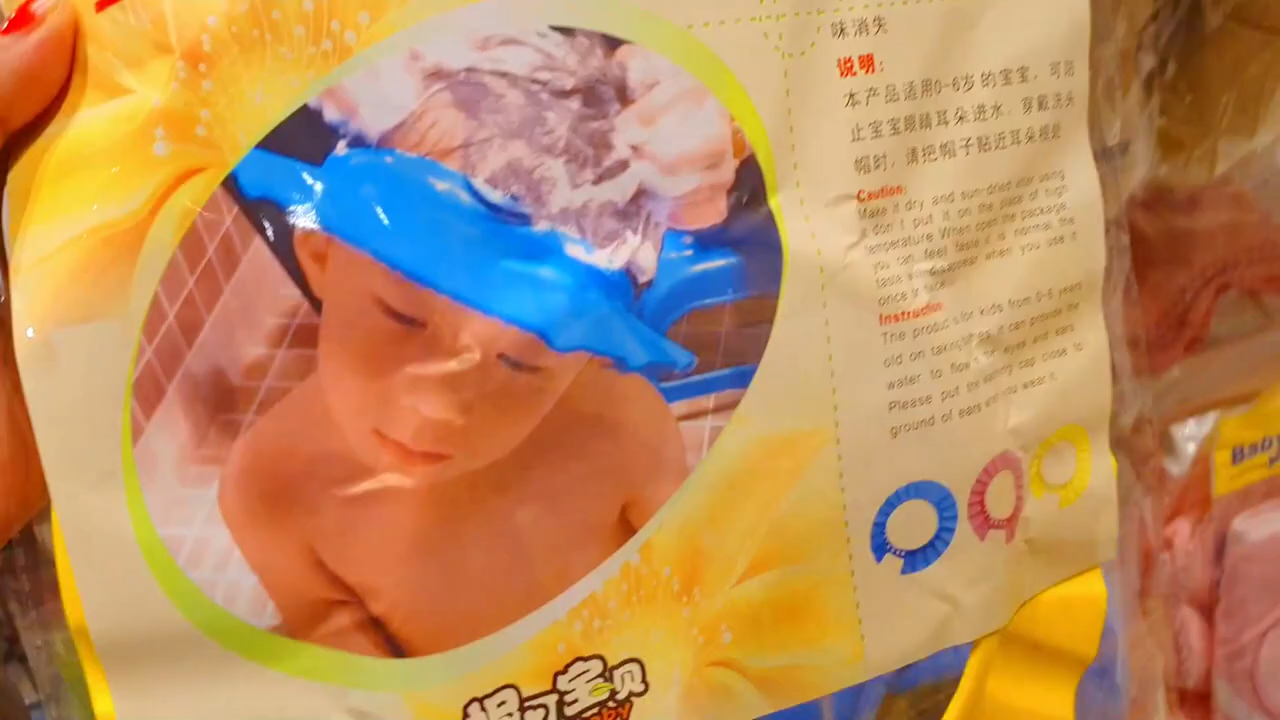 味消失
说明:
本产品适用0-6岁的宝宝,可防
止宝宝眼睛耳朵进水,穿戴洗头
帽时,请把帽子贴近耳朵根处
Caution:
Make it dry and sun-dried after using
don't put it on the place of high
temperature. When open the package,
you can feel taste it is normal the
taste will disappear when you use it
once or twice
Instruction
The product is for kids from 0-6 years
old on taking it can provide the
water to flow the eyes and ears
Please put the cap close to
ground of ears you wear it.
宝贝
Baby